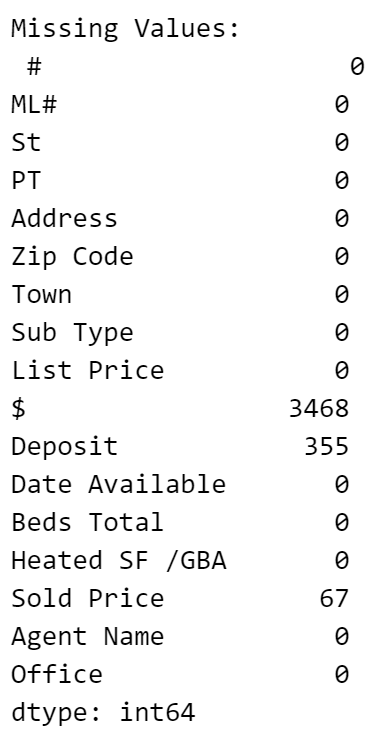 Missing Values:
# 0
ML# 0
St 0
PT 0
Address 0
Zip Code 0
Town 0
Sub Type 0
List Price 0
$ 3468
Deposit 355
Date Available 0
Beds Total 0
Heated SF /GBA 0
Sold Price 67
Agent Name 0
Office 0
dtype: int64